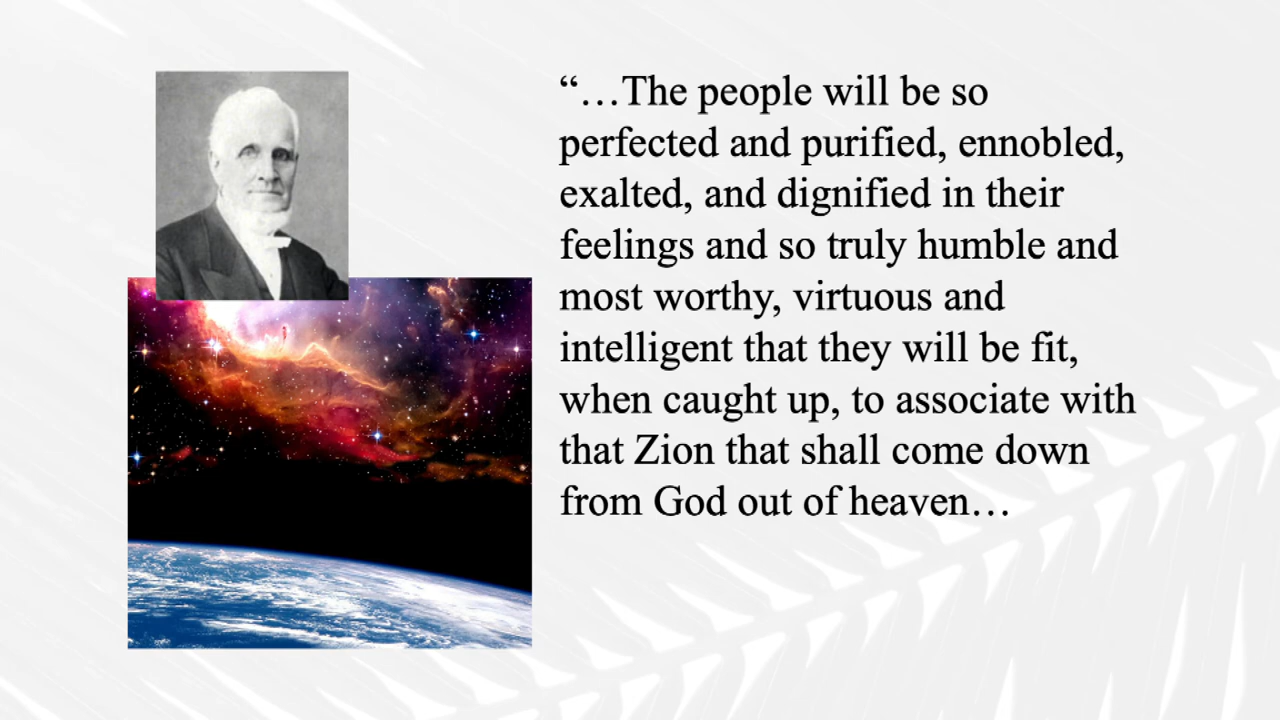 “…The people will be so
perfected and purified, ennobled,
exalted, and dignified in their
feelings and so truly humble and
most worthy, virtuous and
intelligent that they will be fit,
when caught up, to associate with
that Zion that shall come down
from God out of heaven…